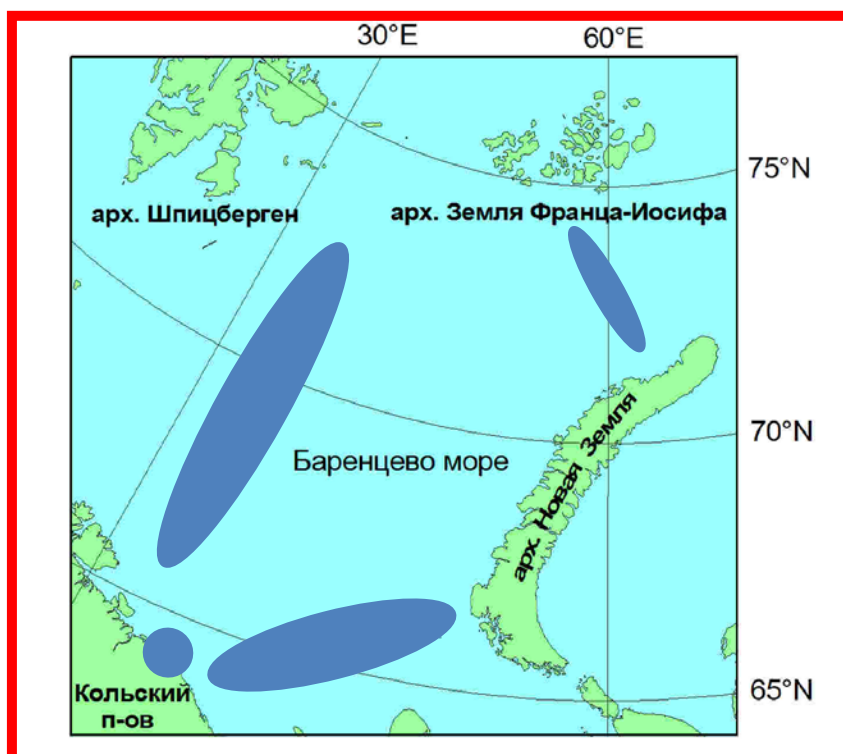 30°E
60°E
75°N
арх. Шпицберген
арх. Земля Франца-Иосифа
70°N
Баренцево море
арх. Новая Земля
65°N
Кольский
п-ов